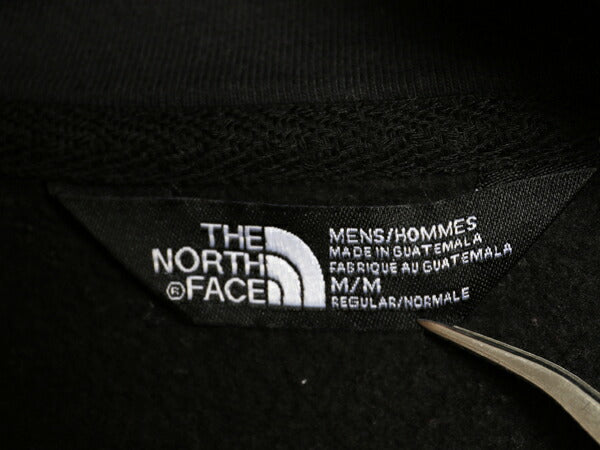 THE
NORTH
® FACE
MENS/HOMMES
MADE IN GUATEMALA
FABRIQUE AU GUATEMALA
M/M
REGULAR/NORMALE